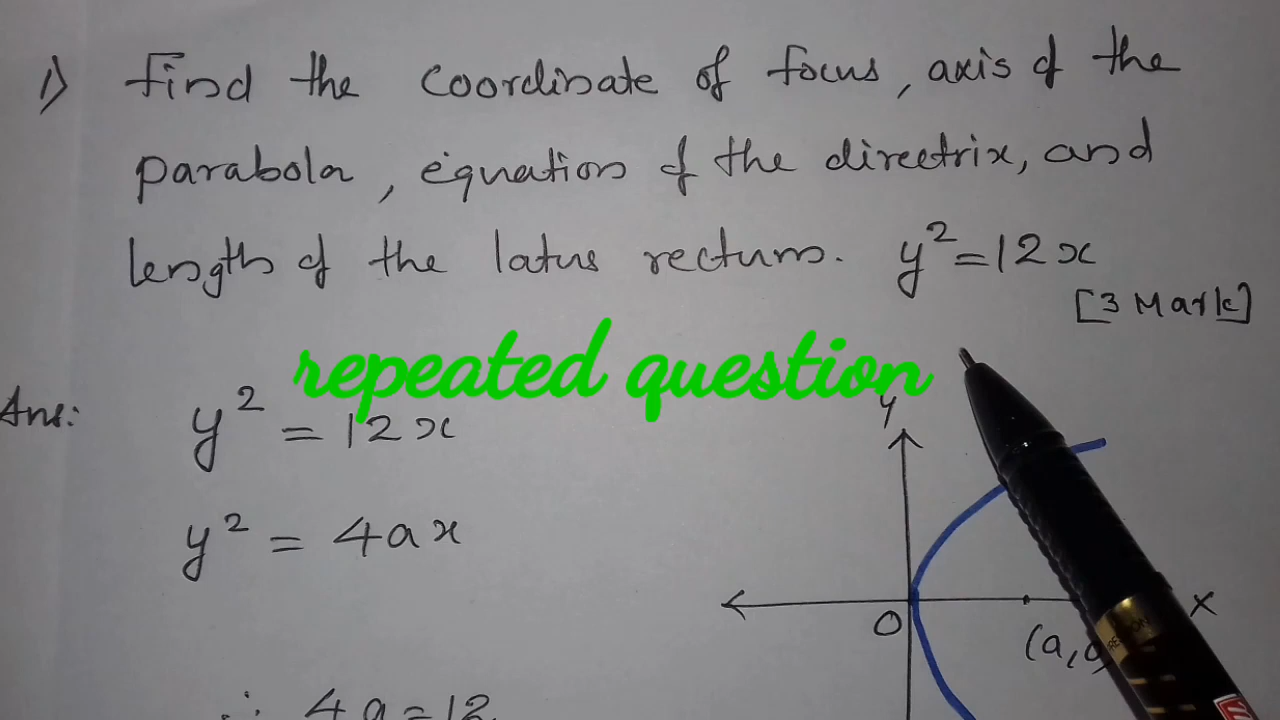 1) Find the coordinate of focus, axis of the
parabola, equation of the directrix, and
length of the latus rectum. y² = 12x
[3 Mark]
repeated question
Ans: y² = 12x
y
y² = 4ax
x
O
(a,
∴ 4a = 12